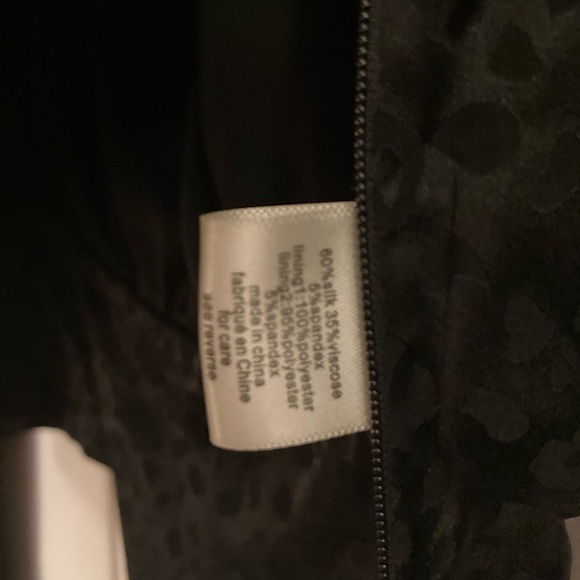 60%silk 35%viscose
5%spandex
lining1:100%polyester
lining2:95%polyester
5%spandex
made in china
fabriqué en Chine
for care
see reverse